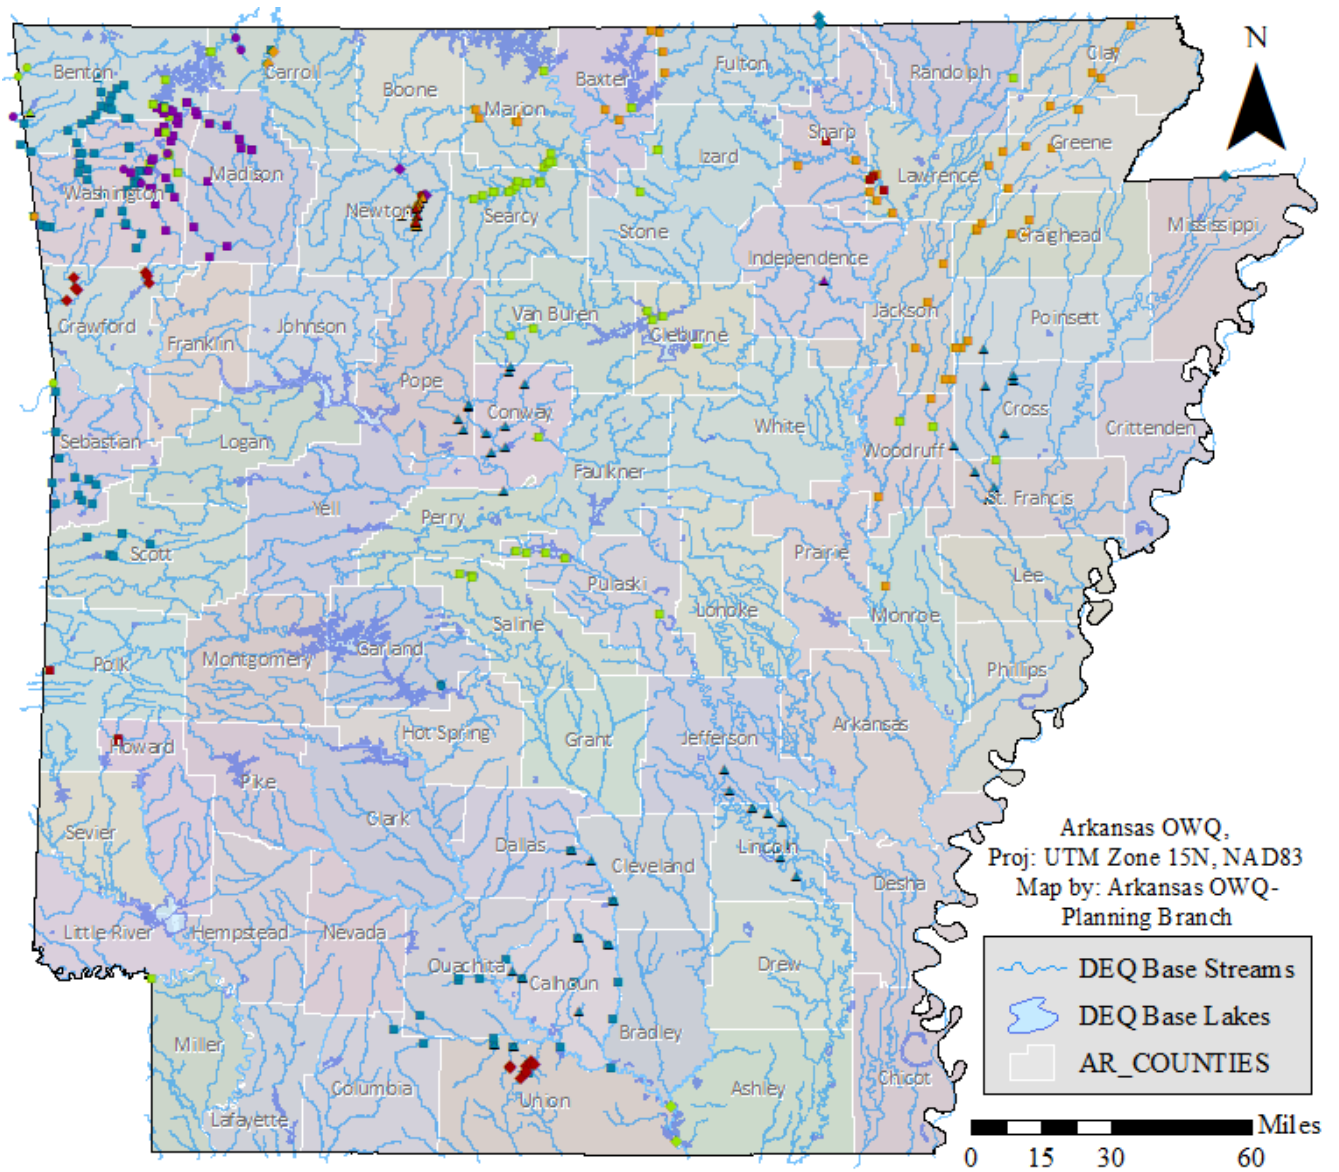 N
Benton
Carroll
Boone
Marion
Baxter
Fulton
Randolph
Clay
Sharp
Greene
Izard
Lawrence
Madison
Washington
Newton
Searcy
Stone
Independence
Craighead
Mississippi
Crawford
Franklin
Johnson
Van Buren
Cleburne
Jackson
Poinsett
Pope
Conway
White
Cross
Crittenden
Sebastian
Logan
Faulkner
Woodruff
St. Francis
Yell
Perry
Scott
Prairie
Pulaski
Lee
Lonoke
Monroe
Saline
Polk
Montgomery
Garland
Phillips
Howard
Hot Spring
Grant
Jefferson
Arkansas
Pike
Clark
Sevier
Dallas
Cleveland
Lincoln
Desha
Little River
Hempstead
Nevada
Ouachita
Calhoun
Drew
Miller
Bradley
Columbia
Union
Ashley
Chicot
Lafayette
Arkansas OWQ,
Proj: UTM Zone 15N, NAD83
Map by: Arkansas OWQ-
Planning Branch
DEQ Base Streams
DEQ Base Lakes
AR_COUNTIES
Miles
0 15 30 60